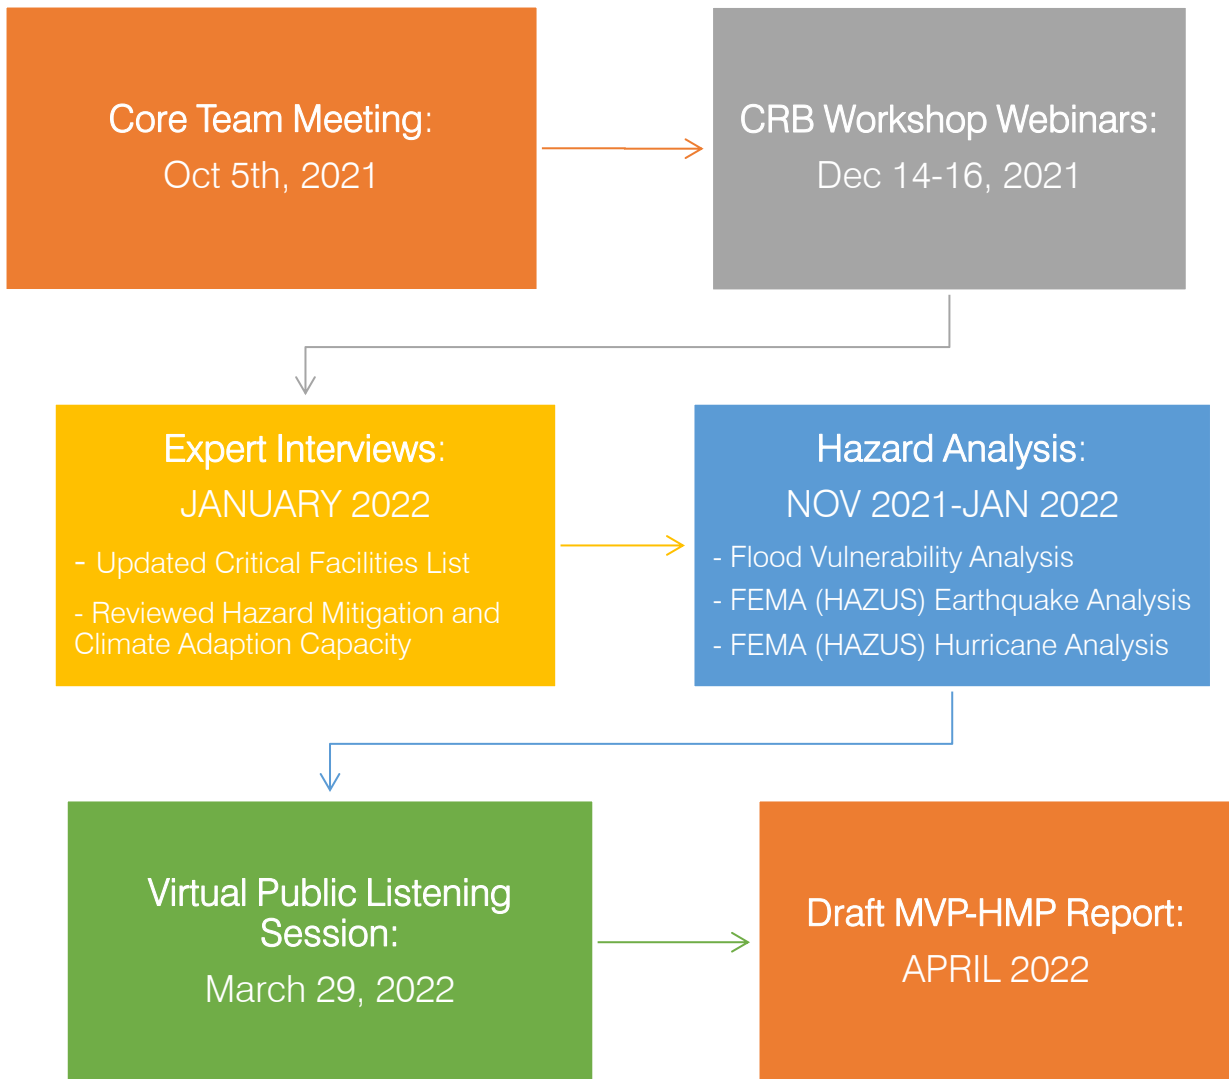 Core Team Meeting:
Oct 5th, 2021
CRB Workshop Webinars:
Dec 14-16, 2021
Expert Interviews:
JANUARY 2022
- Updated Critical Facilities List
- Reviewed Hazard Mitigation and
Climate Adaption Capacity
Hazard Analysis:
NOV 2021-JAN 2022
- Flood Vulnerability Analysis
- FEMA (HAZUS) Earthquake Analysis
- FEMA (HAZUS) Hurricane Analysis
Virtual Public Listening
Session:
March 29, 2022
Draft MVP-HMP Report:
APRIL 2022